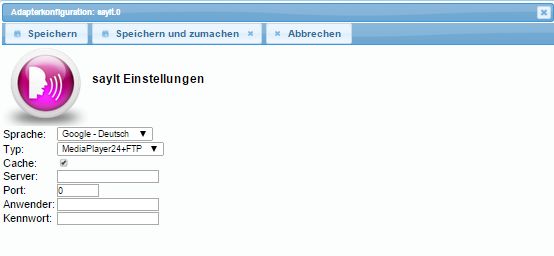 Adapterkonfiguration: sayit.0
Speichern Speichern und zumachen Abbrechen
sayIt Einstellungen
Sprache: Google - Deutsch
Typ: MediaPlayer24+FTP
Cache:
Server:
Port: 0
Anwender:
Kennwort: